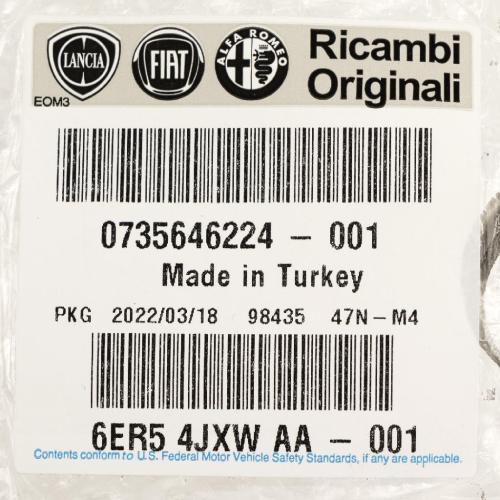 LANCIA FIAT ALFA ROMEO Ricambi
Originali
EOM3
0735646224 - 001
Made in Turkey
PKG 2022/03/18 98435 47N-M4
6ER5 4JXW AA - 001
Contents conform to U.S. Federal Motor Vehicle Safety Standards, if any are applicable.